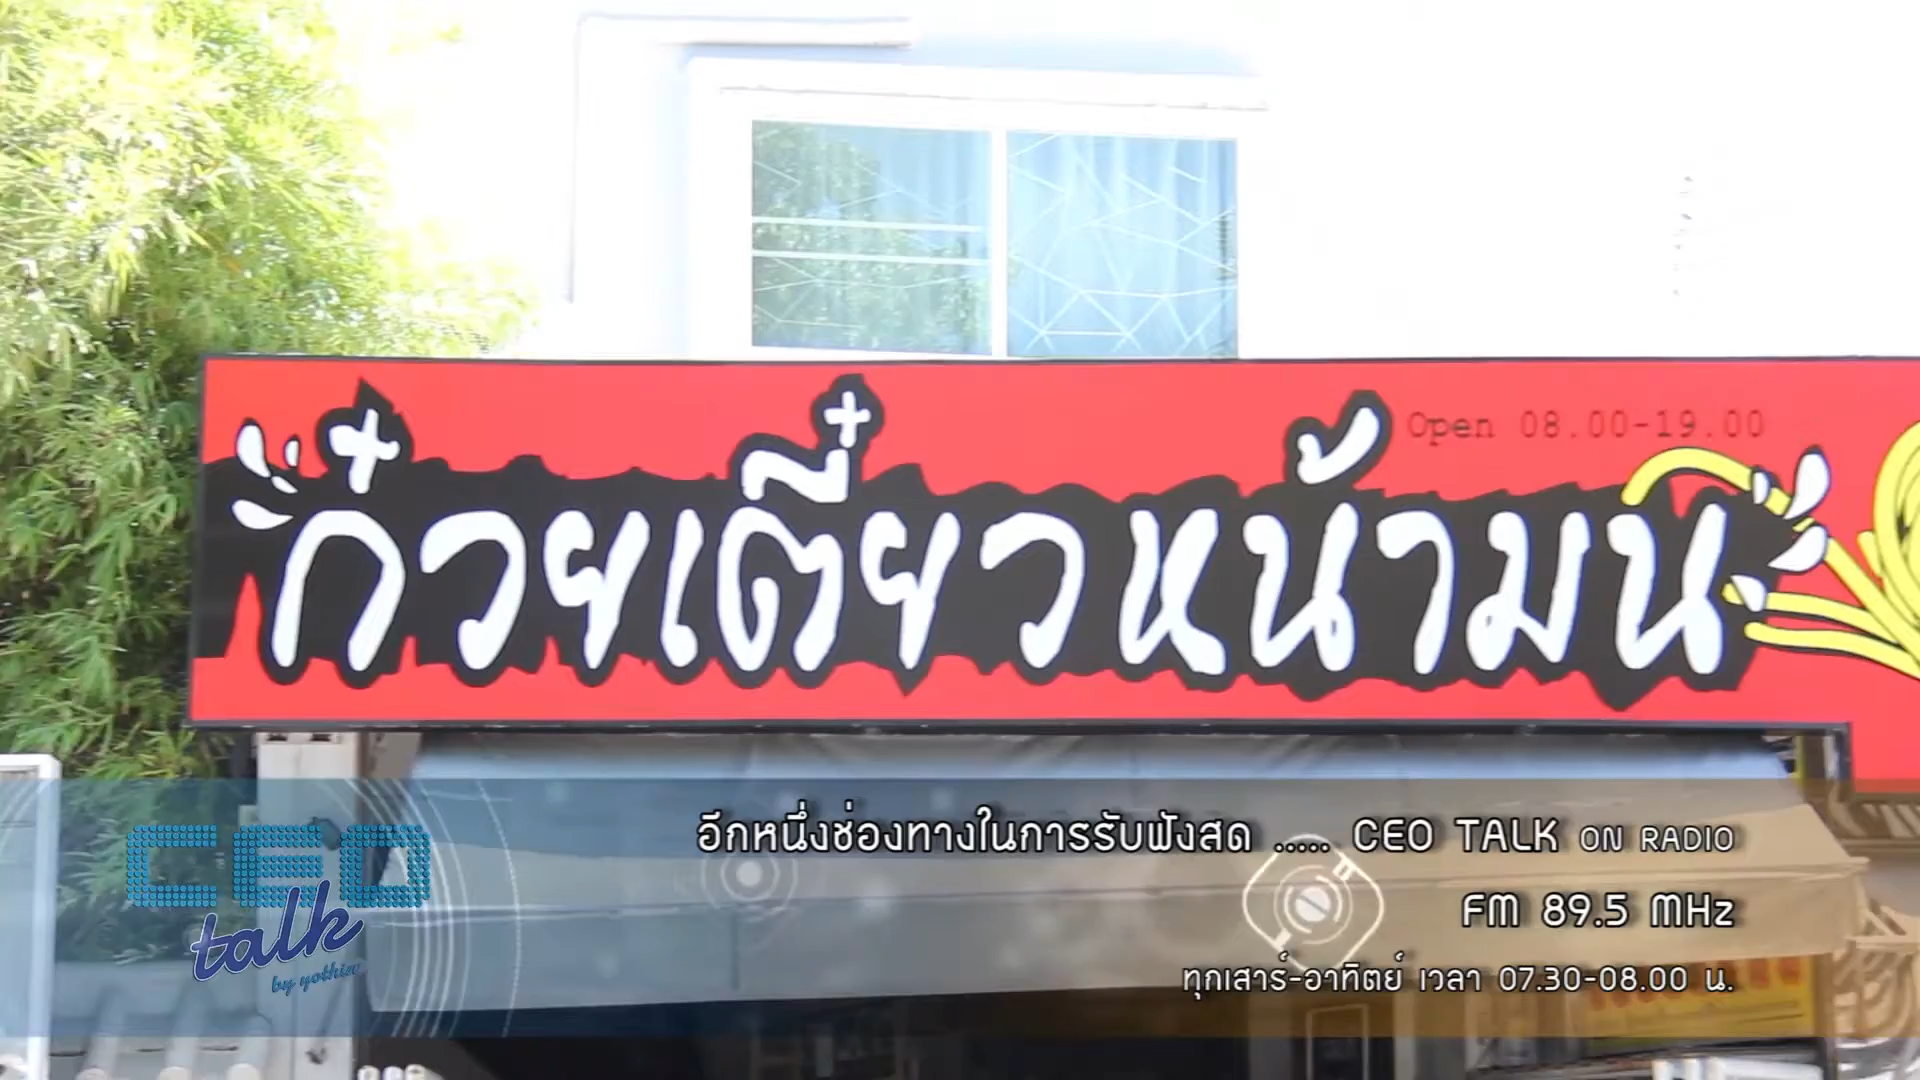 Open 08.00-19.00
ก๋วยเตี๋ยวหน้ามน
CEO
talk
by yothin
อีกหนึ่งช่องทางในการรับฟังสด ..... CEO TALK ON RADIO
FM 89.5 MHz
ทุกเสาร์-อาทิตย์ เวลา 07.30-08.00 น.